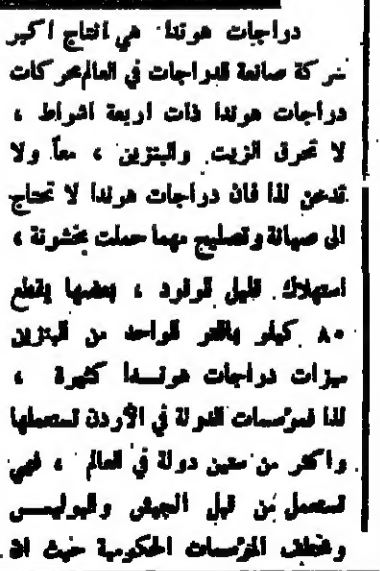 دراجات هوندا هي انتاج اكبر
شركة صانعة للدراجات في العالم محركات
دراجات هوندا ذات اربعة اشواط ،
لا تحرق الزيت والبنزين ، معاً ولا
تدخن لذا فان دراجات هوندا لا تحتاج
الى صيانة وتصليح مهما حملت بخشونة ،
استهلاك قليل للوقود ، بعضها يقطع
٨٠ كيلو باللتر الواحد من البنزين
ميزات دراجات هوندا كثيرة ،
لذا فمؤسسات الدولة في الأردن تستعملها
واكثر من ستين دولة في العالم ، فهي
تستعمل من قبل الجيش والبوليس
ومختلف المؤسسات الحكومية حيث ان